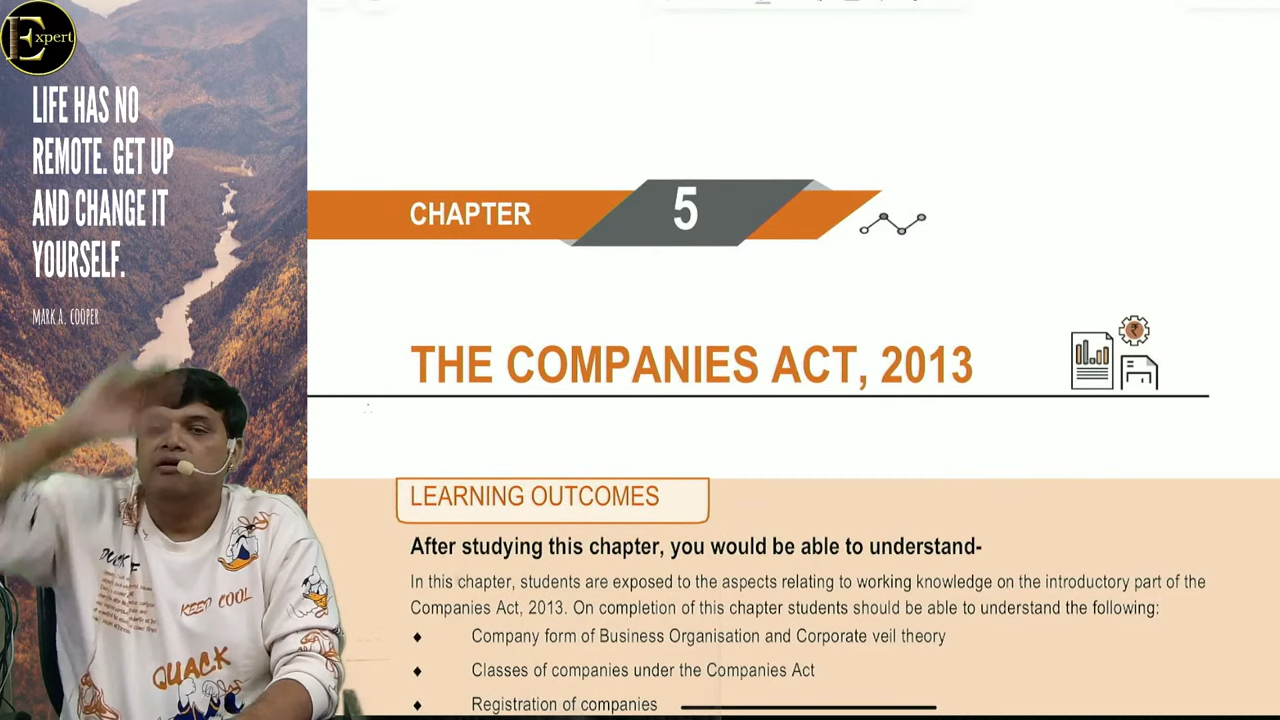 Expert
LIFE HAS NO
REMOTE. GET UP
AND CHANGE IT
YOURSELF.
MARK A. COOPER
CHAPTER 5
THE COMPANIES ACT, 2013
LEARNING OUTCOMES
After studying this chapter, you would be able to understand-
In this chapter, students are exposed to the aspects relating to working knowledge on the introductory part of the
Companies Act, 2013. On completion of this chapter students should be able to understand the following:
♦ Company form of Business Organisation and Corporate veil theory
♦ Classes of companies under the Companies Act
♦ Registration of companies
KEEP COOL
QUACK